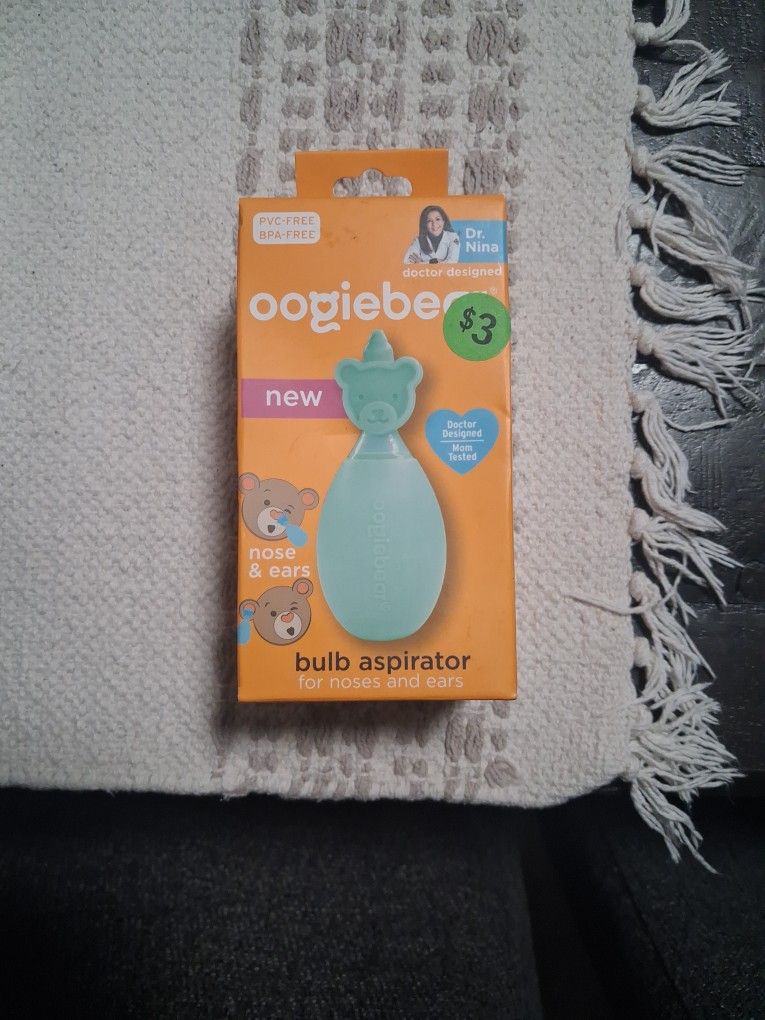 PVC-FREE
BPA-FREE
Dr.
Nina
doctor designed
oogiebe
$3
new
Doctor
Designed
Mom
Tested
oogiebear
nose
& ears
bulb aspirator
for noses and ears